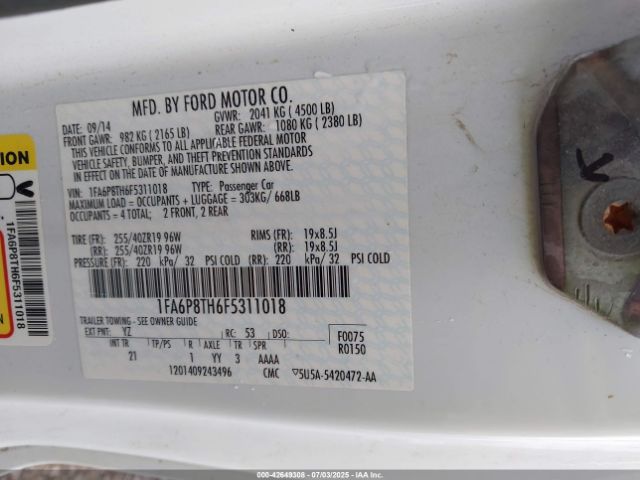 MFD. BY FORD MOTOR CO.
DATE: 09/14 GVWR: 2041 KG ( 4500 LB)
FRONT GAWR: 982 KG ( 2165 LB) REAR GAWR: 1080 KG ( 2380 LB)
THIS VEHICLE CONFORMS TO ALL APPLICABLE FEDERAL MOTOR
VEHICLE SAFETY, BUMPER, AND THEFT PREVENTION STANDARDS
IN EFFECT ON THE DATE OF MANUFACTURE SHOWN ABOVE.
VIN: 1FA6P8TH6F5311018 TYPE: Passenger Car
MAXIMUM LOAD = OCCUPANTS + LUGGAGE = 303KG/ 668LB
OCCUPANTS = 4 TOTAL; 2 FRONT, 2 REAR
TIRE (FR): 255/40ZR19 96W RIMS (FR): 19x8.5J
(RR): 255/40ZR19 96W (RR): 19x8.5J
PRESSURE (FR): 220 kPa/ 32 PSI COLD (RR): 220 kPa/ 32 PSI COLD
1FA6P8TH6F5311018
TRAILER TOWING - SEE OWNER GUIDE
EXT PNT: YZ RC: 53 DSO: F0075
INT TR TP/PS R AXLE TR SPR R0150
21 1 YY 3 AAAA
1201409243496 CMC 5U5A-5420472-AA
1FA6P8TH6F5311018
000-42649308 - 07/03/2025 - IAAI.COM